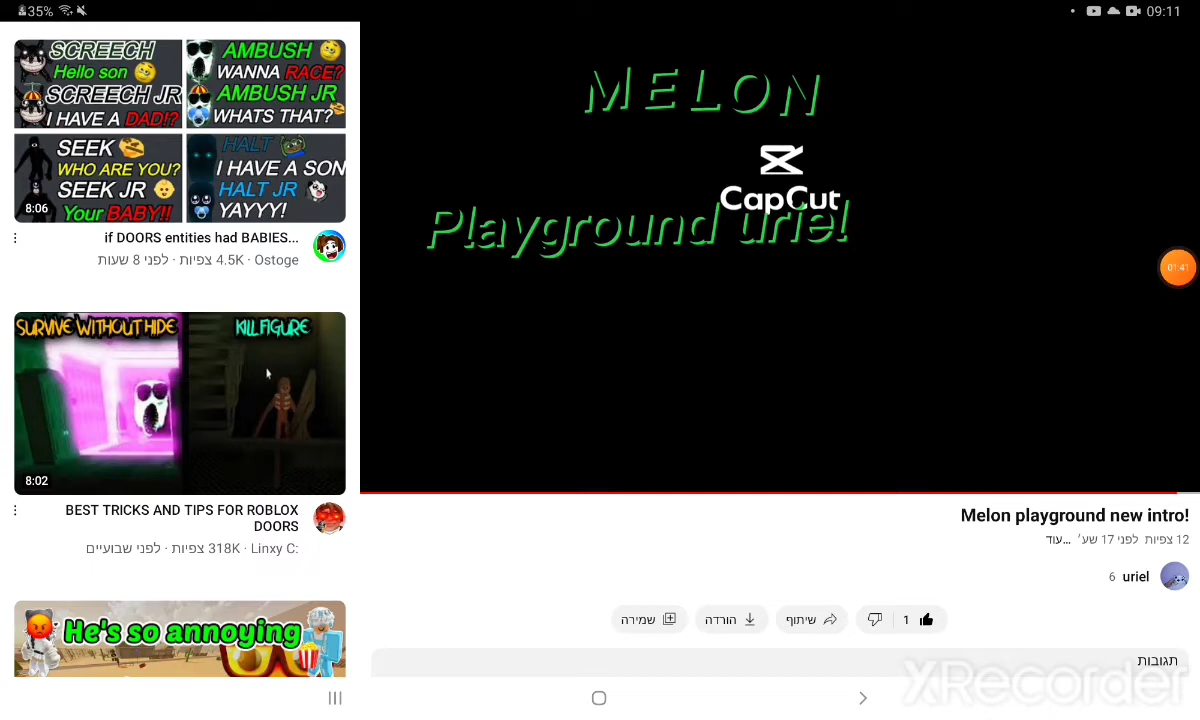 35%
09:11
SCREECH
Hello son
SCREECH JR
I HAVE A DAD!?
AMBUSH
WANNA RACE?
AMBUSH JR
WHATS THAT?
SEEK
WHO ARE YOU?
SEEK JR
Your BABY!!
HALT
I HAVE A SON
HALT JR
YAYYY!
8:06
if DOORS entities had BABIES...
Ostoge · 4.5K צפיות · לפני 8 שעות
SURVIVE WITHOUT HIDE
KILL FIGURE
8:02
BEST TRICKS AND TIPS FOR ROBLOX
DOORS
Linxy C: · 318K צפיות · לפני שבועיים
He's so annoying
MELON
CapCut
Playground uriel
01:41
Melon playground new intro!
12 צפיות לפני 17 שע׳ ...עוד
uriel 6
1
שיתוף
הורדה
שמירה
תגובות
XRecorder